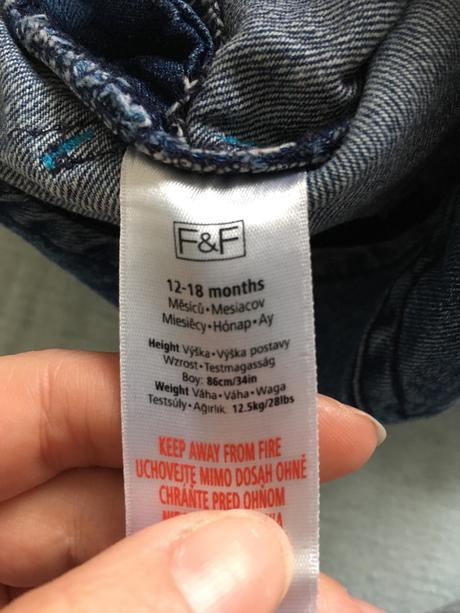 F&F
12-18 months
Měsíců•Mesiacov
Miesięcy•Hónap•Ay
Height Výška•Výška postavy
Wzrost•Testmagasság
Boy: 86cm/34in
Weight Váha•Váha•Waga
Testsúly•Ağırlık 12.5kg/28lbs
KEEP AWAY FROM FIRE
UCHOVEJTE MIMO DOSAH OHNĚ
CHRÁŇTE PRED OHŇOM